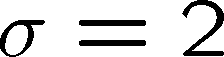 σ = 2